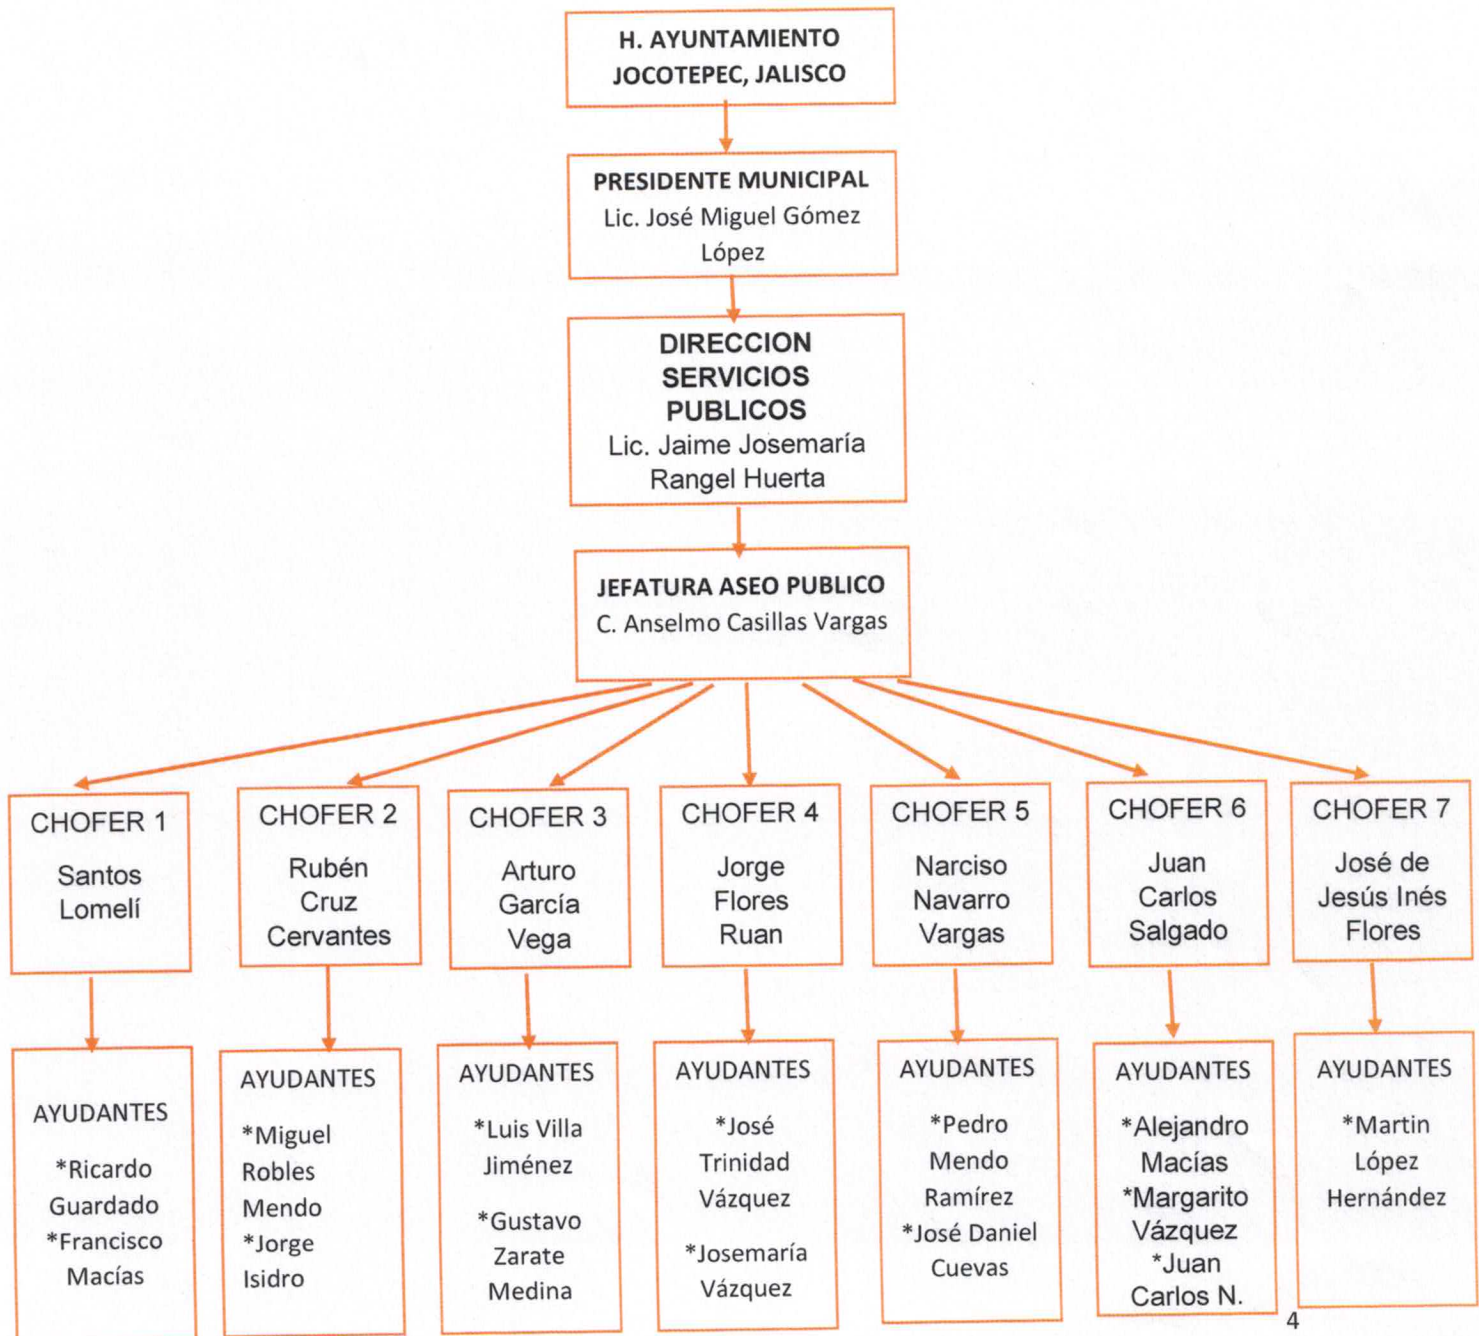 H. AYUNTAMIENTO
JOCOTEPEC, JALISCO
PRESIDENTE MUNICIPAL
Lic. José Miguel Gómez
López
DIRECCION
SERVICIOS
PUBLICOS
Lic. Jaime Josemaría
Rangel Huerta
JEFATURA ASEO PUBLICO
C. Anselmo Casillas Vargas
CHOFER 1
Santos
Lomelí
CHOFER 2
Rubén
Cruz
Cervantes
CHOFER 3
Arturo
García
Vega
CHOFER 4
Jorge
Flores
Ruan
CHOFER 5
Narciso
Navarro
Vargas
CHOFER 6
Juan
Carlos
Salgado
CHOFER 7
José de
Jesús Inés
Flores
AYUDANTES
*Ricardo
Guardado
*Francisco
Macías
AYUDANTES
*Miguel
Robles
Mendo
*Jorge
Isidro
AYUDANTES
*Luis Villa
Jiménez
*Gustavo
Zarate
Medina
AYUDANTES
*José
Trinidad
Vázquez
*Josemaría
Vázquez
AYUDANTES
*Pedro
Mendo
Ramírez
*José Daniel
Cuevas
AYUDANTES
*Alejandro
Macías
*Margarito
Vázquez
*Juan
Carlos N.
AYUDANTES
*Martin
López
Hernández
4